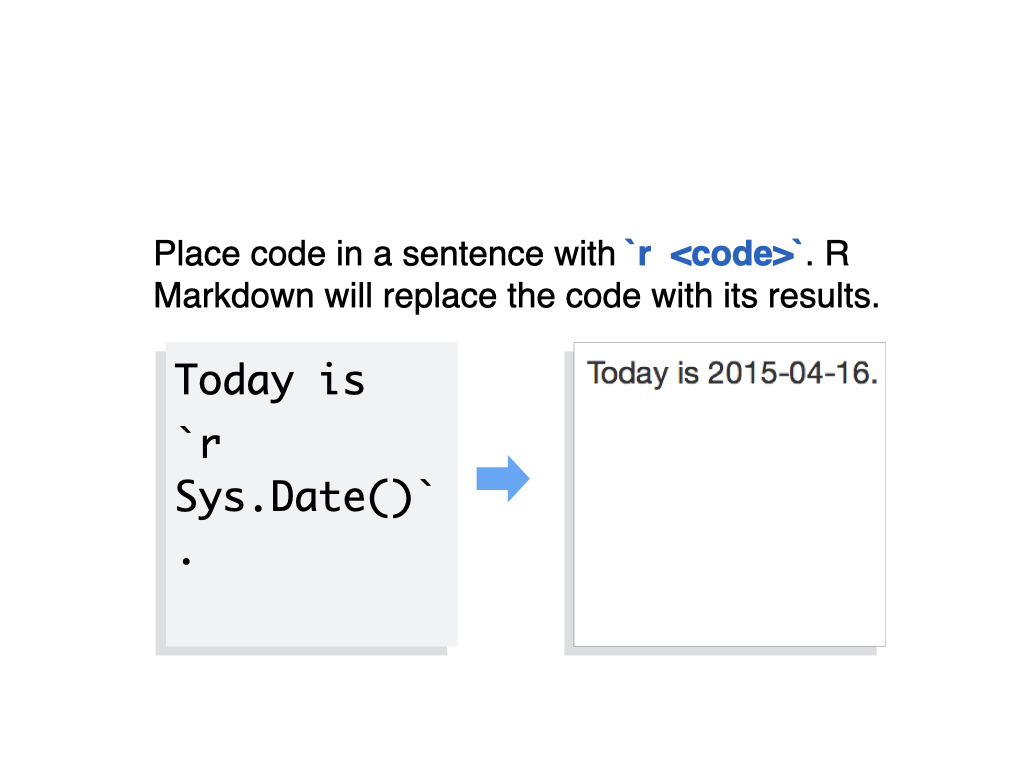 Place code in a sentence with `r  <code>`. R
Markdown will replace the code with its results.
Today is
`r
Sys.Date()`
.
Today is 2015-04-16.